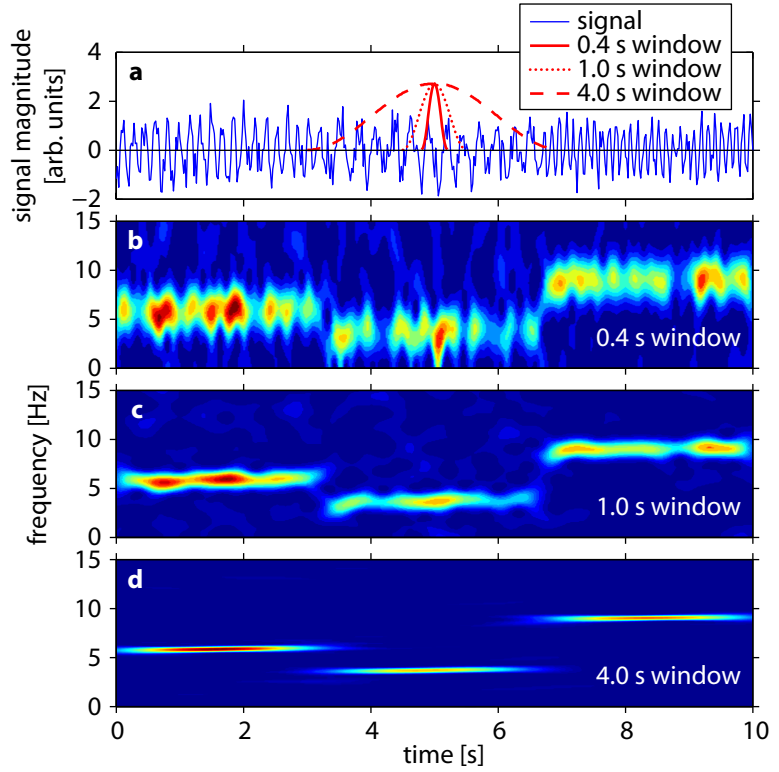 signal
0.4 s window
1.0 s window
4.0 s window
signal magnitude
[arb. units]
4
2
0
−2
a
15
10
5
0
b
0.4 s window
frequency [Hz]
15
10
5
0
c
1.0 s window
15
10
5
0
d
4.0 s window
0 2 4 6 8 10
time [s]